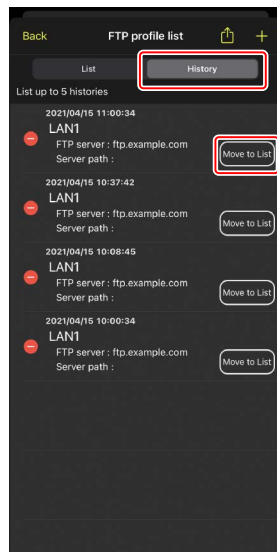 Back FTP profile list
List History
List up to 5 histories
2021/04/15 11:00:34
LAN1
FTP server : ftp.example.com
Server path :
Move to List
2021/04/15 10:37:42
LAN1
FTP server : ftp.example.com
Server path :
Move to List
2021/04/15 10:08:45
LAN1
FTP server : ftp.example.com
Server path :
Move to List
2021/04/15 10:00:34
LAN1
FTP server : ftp.example.com
Server path :
Move to List